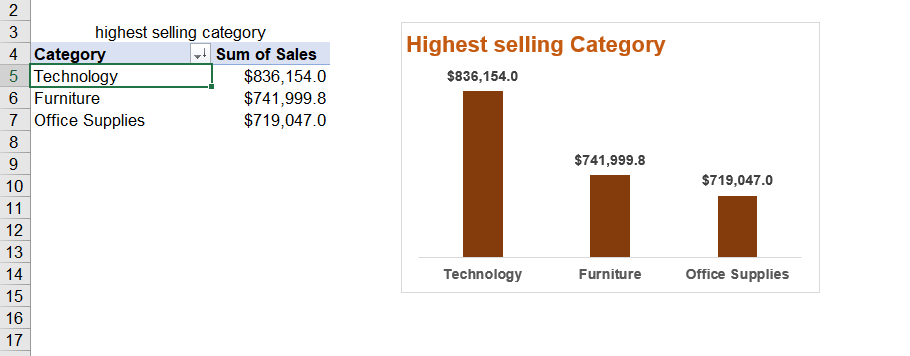 2
3 highest selling category
4 Category Sum of Sales
5 Technology $836,154.0
6 Furniture $741,999.8
7 Office Supplies $719,047.0
8
9
10
11
12
13
14
15
16
17
Highest selling Category
$836,154.0
$741,999.8
$719,047.0
Technology Furniture Office Supplies